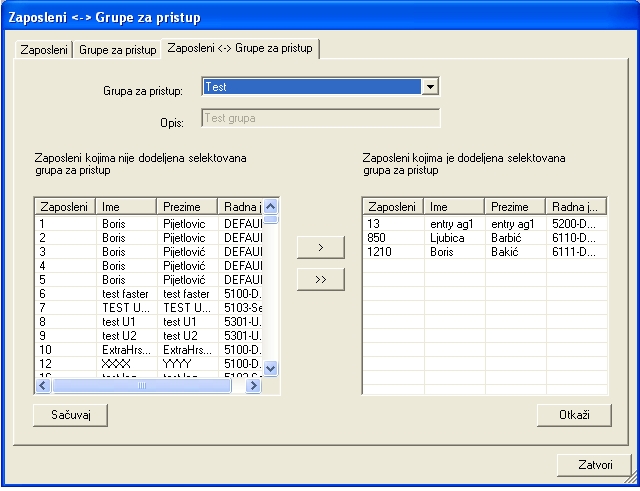 Zaposleni <-> Grupe za pristup
Zaposleni Grupe za pristup Zaposleni <-> Grupe za pristup
Grupa za pristup: Test
Opis: Test grupa
Zaposleni kojima nije dodeljena selektovana
grupa za pristup
Zaposleni Ime Prezime Radna j
1 Boris Pijetlovic DEFAUI
2 Boris Pijetlović DEFAUI
3 Boris Pijetlović DEFAUI
4 Boris Pijetlović DEFAUI
5 Boris Pijetlović DEFAUI
6 test faster test faster 5100-D.
7 TEST U... TEST U... 5103-Se
8 test U1 test U1 5301-U.
9 test U2 test U2 5301-U.
10 ExtraHrs... ExtraHrs... 5100-D.
12 XXXX YYYY 5100-D.
>
>>
Zaposleni kojima je dodeljena selektovana
grupa za pristup
Zaposleni Ime Prezime Radna j...
13 entry ag1 entry ag1 5200-D...
850 Ljubica Barbić 6110-D...
1210 Boris Bakić 6111-D...
Sačuvaj
Otkaži
Zatvori